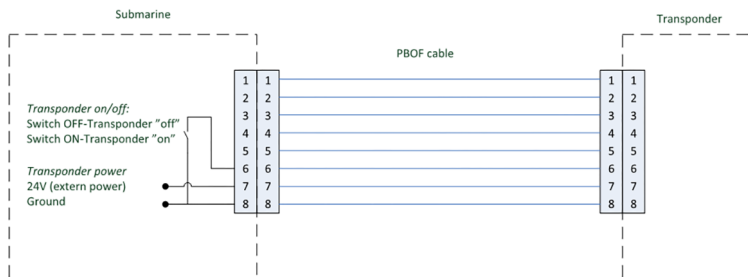 Submarine
Transponder
PBOF cable
Transponder on/off:
Switch OFF-Transponder ”off”
Switch ON-Transponder ”on”
Transponder power
24V (extern power)
Ground
1 1 1 1
2 2 2 2
3 3 3 3
4 4 4 4
5 5 5 5
6 6 6 6
7 7 7 7
8 8 8 8